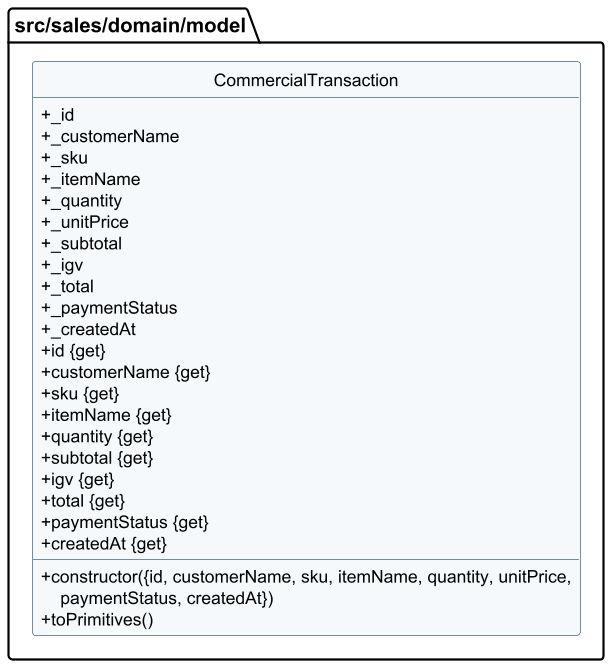 src/sales/domain/model
CommercialTransaction
+_id
+_customerName
+_sku
+_itemName
+_quantity
+_unitPrice
+_subtotal
+_igv
+_total
+_paymentStatus
+_createdAt
+id {get}
+customerName {get}
+sku {get}
+itemName {get}
+quantity {get}
+subtotal {get}
+igv {get}
+total {get}
+paymentStatus {get}
+createdAt {get}
+constructor({id, customerName, sku, itemName, quantity, unitPrice,
paymentStatus, createdAt})
+toPrimitives()